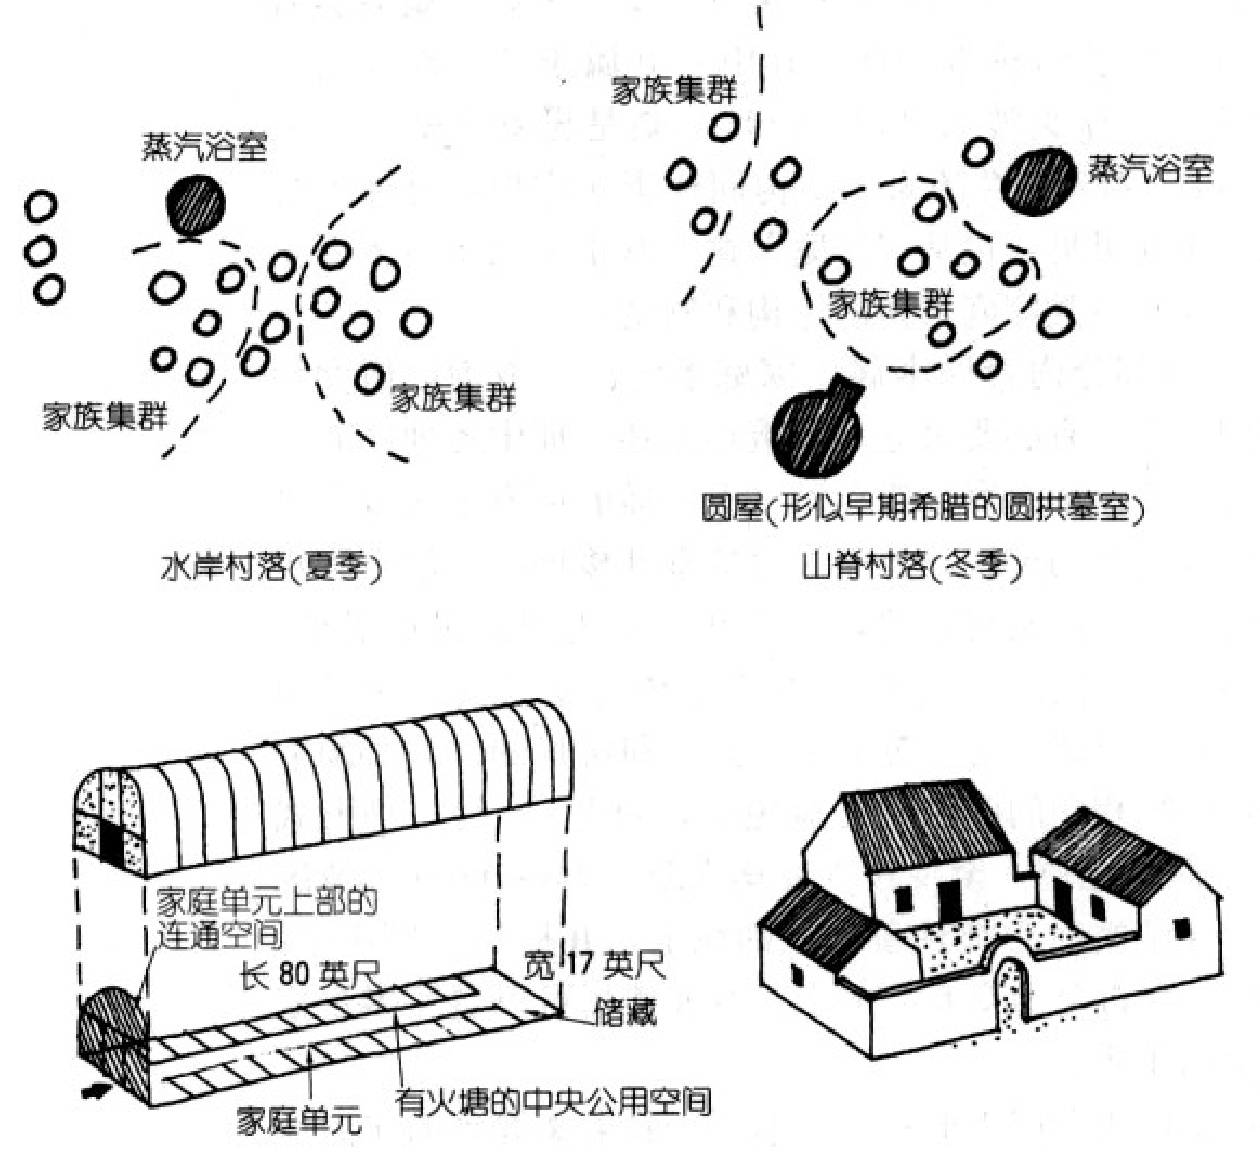 蒸汽浴室
家族集群
家族集群
水岸村落(夏季)
家族集群
蒸汽浴室
家族集群
圆屋(形似早期希腊的圆拱墓室)
山脊村落(冬季)
家庭单元上部的
连通空间
长 80 英尺
宽 17 英尺
储藏
有火塘的中央公用空间
家庭单元